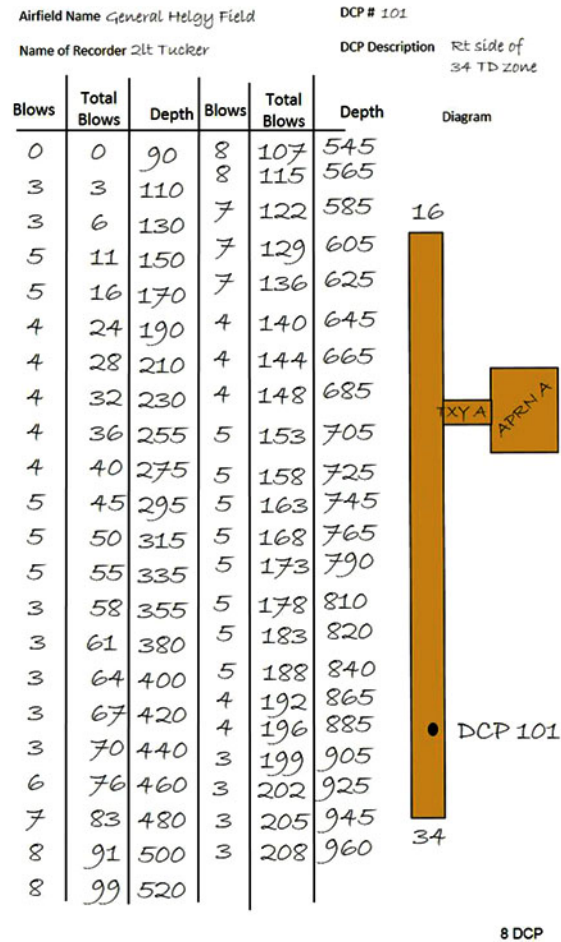 Airfield Name General Helgy Field DCP # 101
Name of Recorder 2lt Tucker DCP Description Rt side of
34 TD zone
Blows Total Blows Depth Blows Total Blows Depth Diagram
0 0 90 8 107 545
3 3 110 8 115 565
3 6 130 7 122 585
5 11 150 7 129 605
5 16 170 7 136 625
4 24 190 4 140 645
4 28 210 4 144 665
4 32 230 4 148 685
4 36 255 5 153 705
4 40 275 5 158 725
5 45 295 5 163 745
5 50 315 5 168 765
5 55 335 5 173 790
3 58 355 5 178 810
3 61 380 5 183 820
3 64 400 5 188 840
3 67 420 4 192 865
3 70 440 4 196 885
6 76 460 3 199 905
7 83 480 3 202 925
8 91 500 3 205 945
8 99 520 3 208 960
16
TXY A
APRN A
DCP 101
34
8 DCP